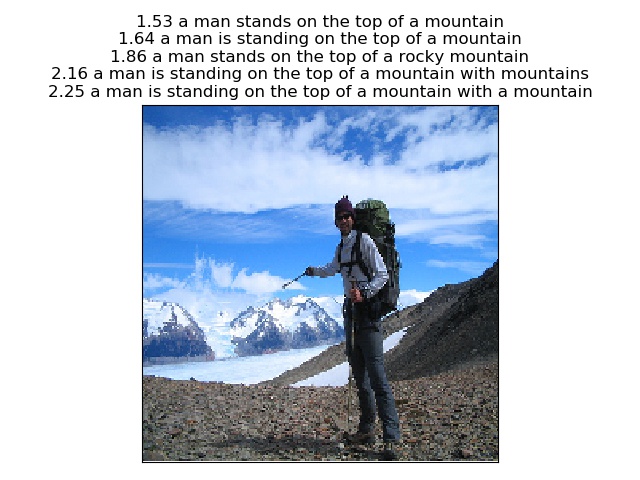 1.53 a man stands on the top of a mountain
1.64 a man is standing on the top of a mountain
1.86 a man stands on the top of a rocky mountain
2.16 a man is standing on the top of a mountain with mountains
2.25 a man is standing on the top of a mountain with a mountain